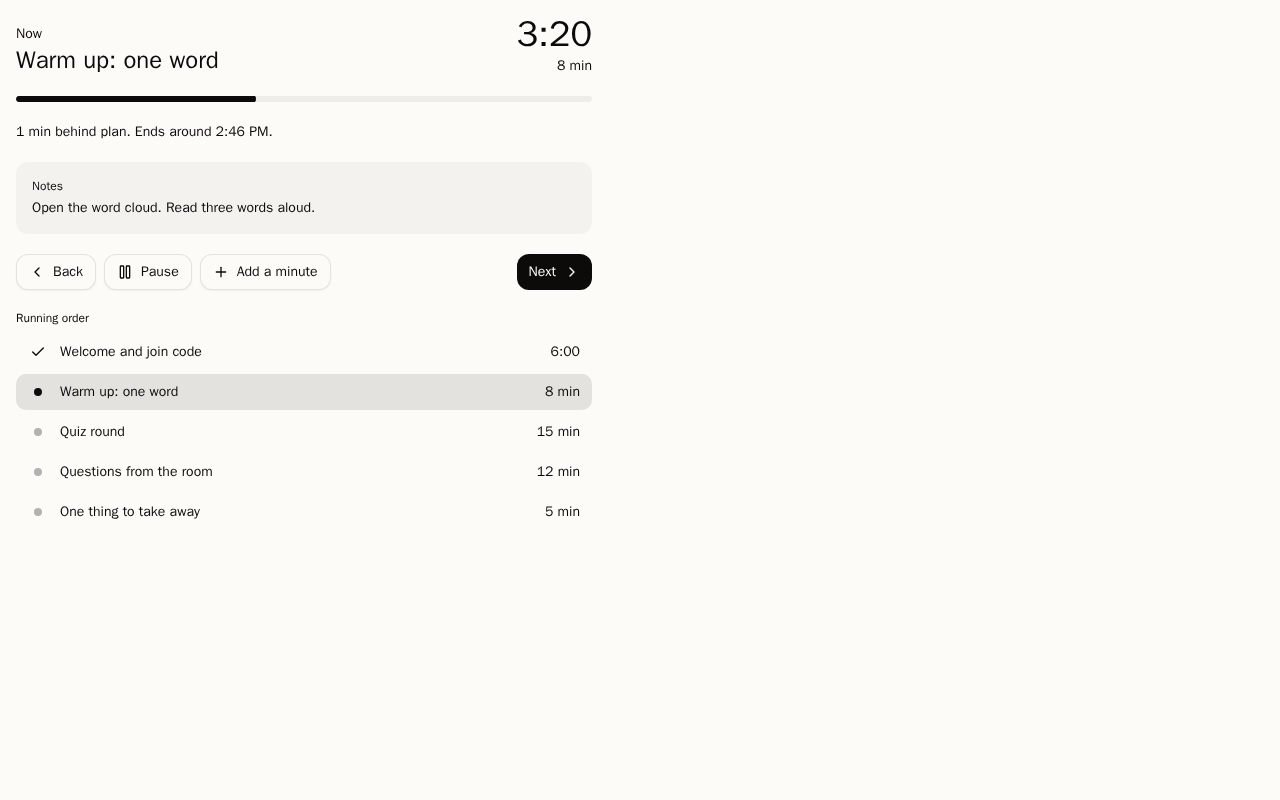 Now
Warm up: one word
3:20
8 min
1 min behind plan. Ends around 2:46 PM.
Notes
Open the word cloud. Read three words aloud.
Back
Pause
Add a minute
Next
Running order
Welcome and join code 6:00
Warm up: one word 8 min
Quiz round 15 min
Questions from the room 12 min
One thing to take away 5 min